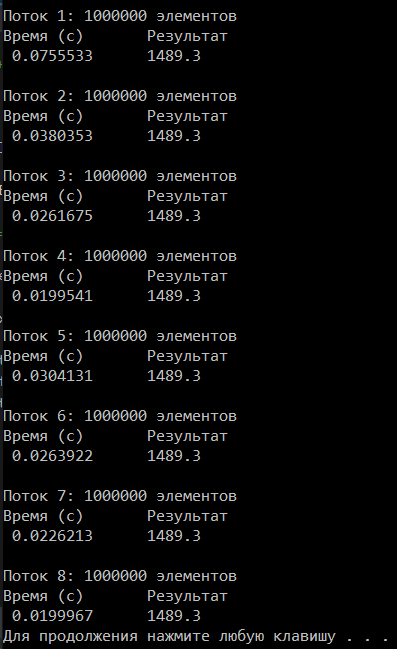 Поток 1: 1000000 элементов
Время (с) Результат
0.0755533 1489.3
Поток 2: 1000000 элементов
Время (с) Результат
0.0380353 1489.3
Поток 3: 1000000 элементов
Время (с) Результат
0.0261675 1489.3
Поток 4: 1000000 элементов
Время (с) Результат
0.0199541 1489.3
Поток 5: 1000000 элементов
Время (с) Результат
0.0304131 1489.3
Поток 6: 1000000 элементов
Время (с) Результат
0.0263922 1489.3
Поток 7: 1000000 элементов
Время (с) Результат
0.0226213 1489.3
Поток 8: 1000000 элементов
Время (с) Результат
0.0199967 1489.3
Для продолжения нажмите любую клавишу . . .